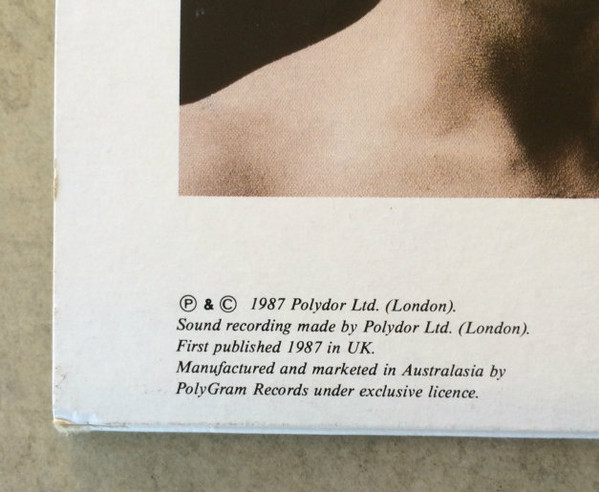 ℗ & © 1987 Polydor Ltd. (London).
Sound recording made by Polydor Ltd. (London).
First published 1987 in UK.
Manufactured and marketed in Australasia by
PolyGram Records under exclusive licence.